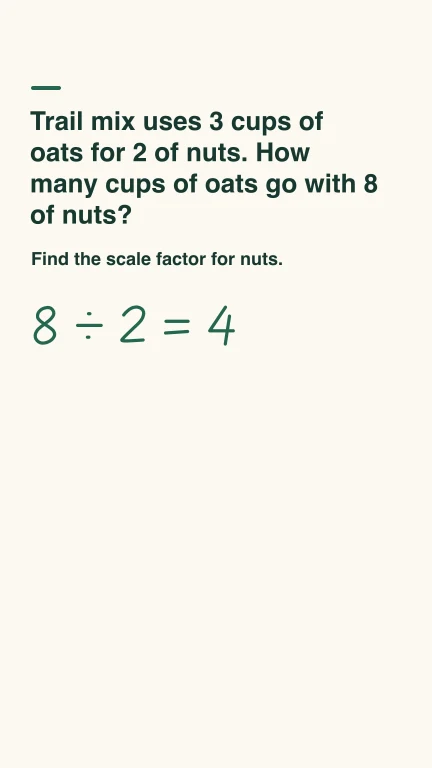 Trail mix uses 3 cups of
oats for 2 of nuts. How
many cups of oats go with 8
of nuts?
Find the scale factor for nuts.
8 ÷ 2 = 4